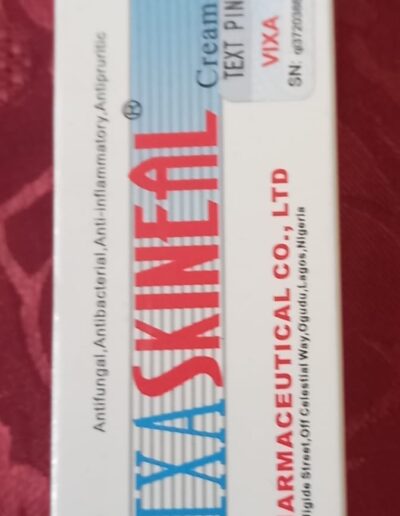 Antifungal,Antibacterial,Anti-inflammatory,Antipruritic
IXASKINEAL® Cream
TEXT PIN
VIXA
SN:
ARMACEUTICAL CO., LTD
ligide Street,Off Celestial Way,Ogudu,Lagos,Nigeria